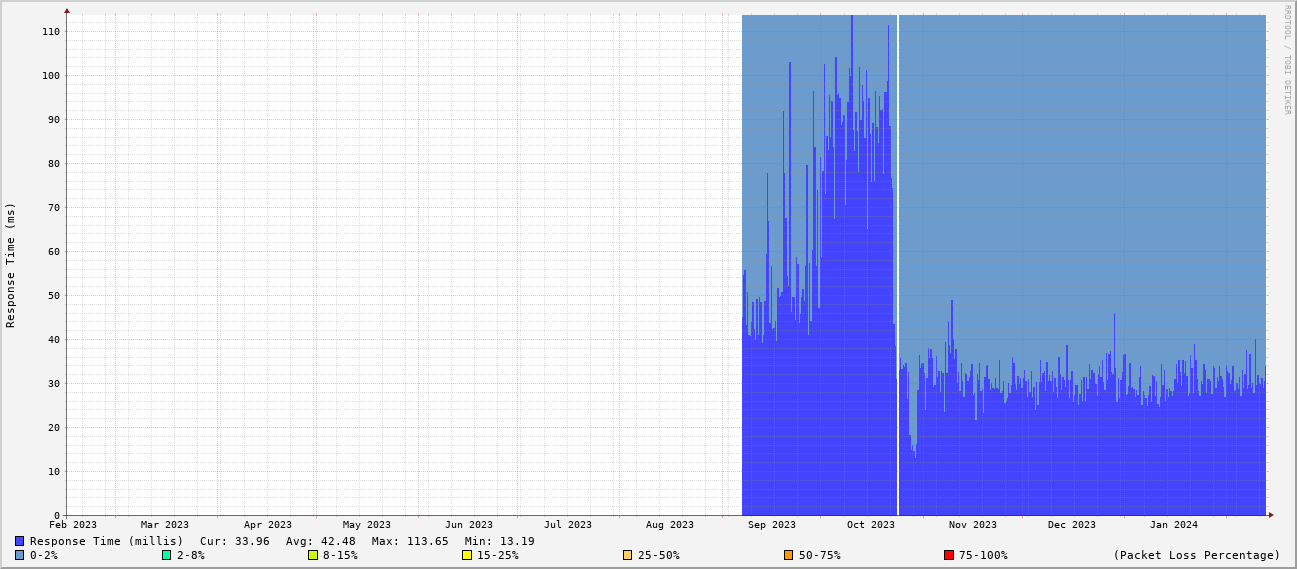 RRDTOOL / TOBI OETIKER
Response Time (ms)
110
100
90
80
70
60
50
40
30
20
10
0
Feb 2023 Mar 2023 Apr 2023 May 2023 Jun 2023 Jul 2023 Aug 2023 Sep 2023 Oct 2023 Nov 2023 Dec 2023 Jan 2024
Response Time (millis) Cur: 33.96 Avg: 42.48 Max: 113.65 Min: 13.19
0-2% 2-8% 8-15% 15-25% 25-50% 50-75% 75-100% (Packet Loss Percentage)